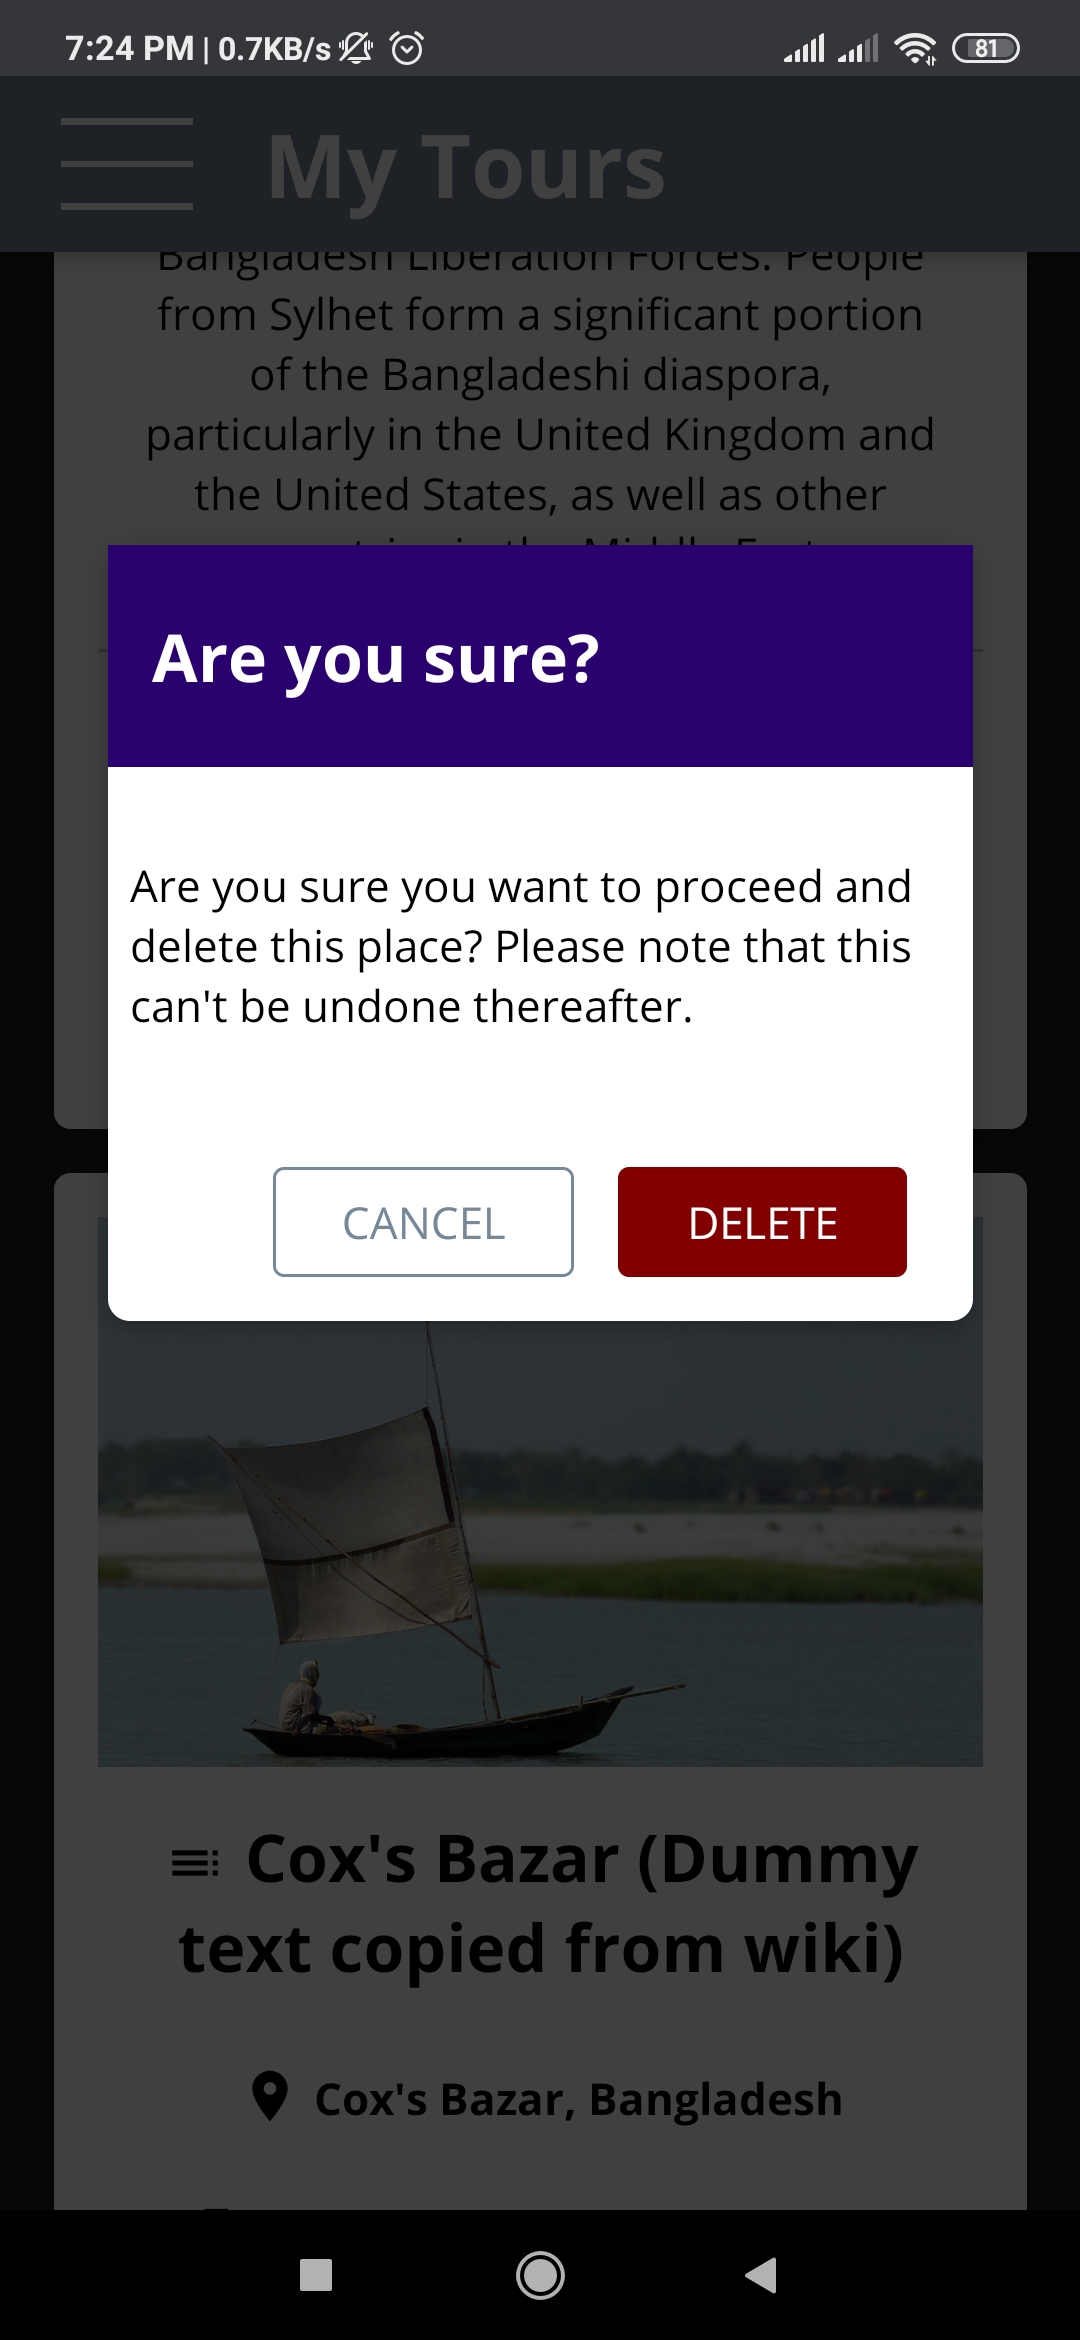 7:24 PM | 0.7KB/s
81
My Tours
Bangladesh Liberation Forces. People
from Sylhet form a significant portion
of the Bangladeshi diaspora,
particularly in the United Kingdom and
the United States, as well as other
Are you sure?
Are you sure you want to proceed and
delete this place? Please note that this
can't be undone thereafter.
CANCEL
DELETE
Cox's Bazar (Dummy
text copied from wiki)
Cox's Bazar, Bangladesh